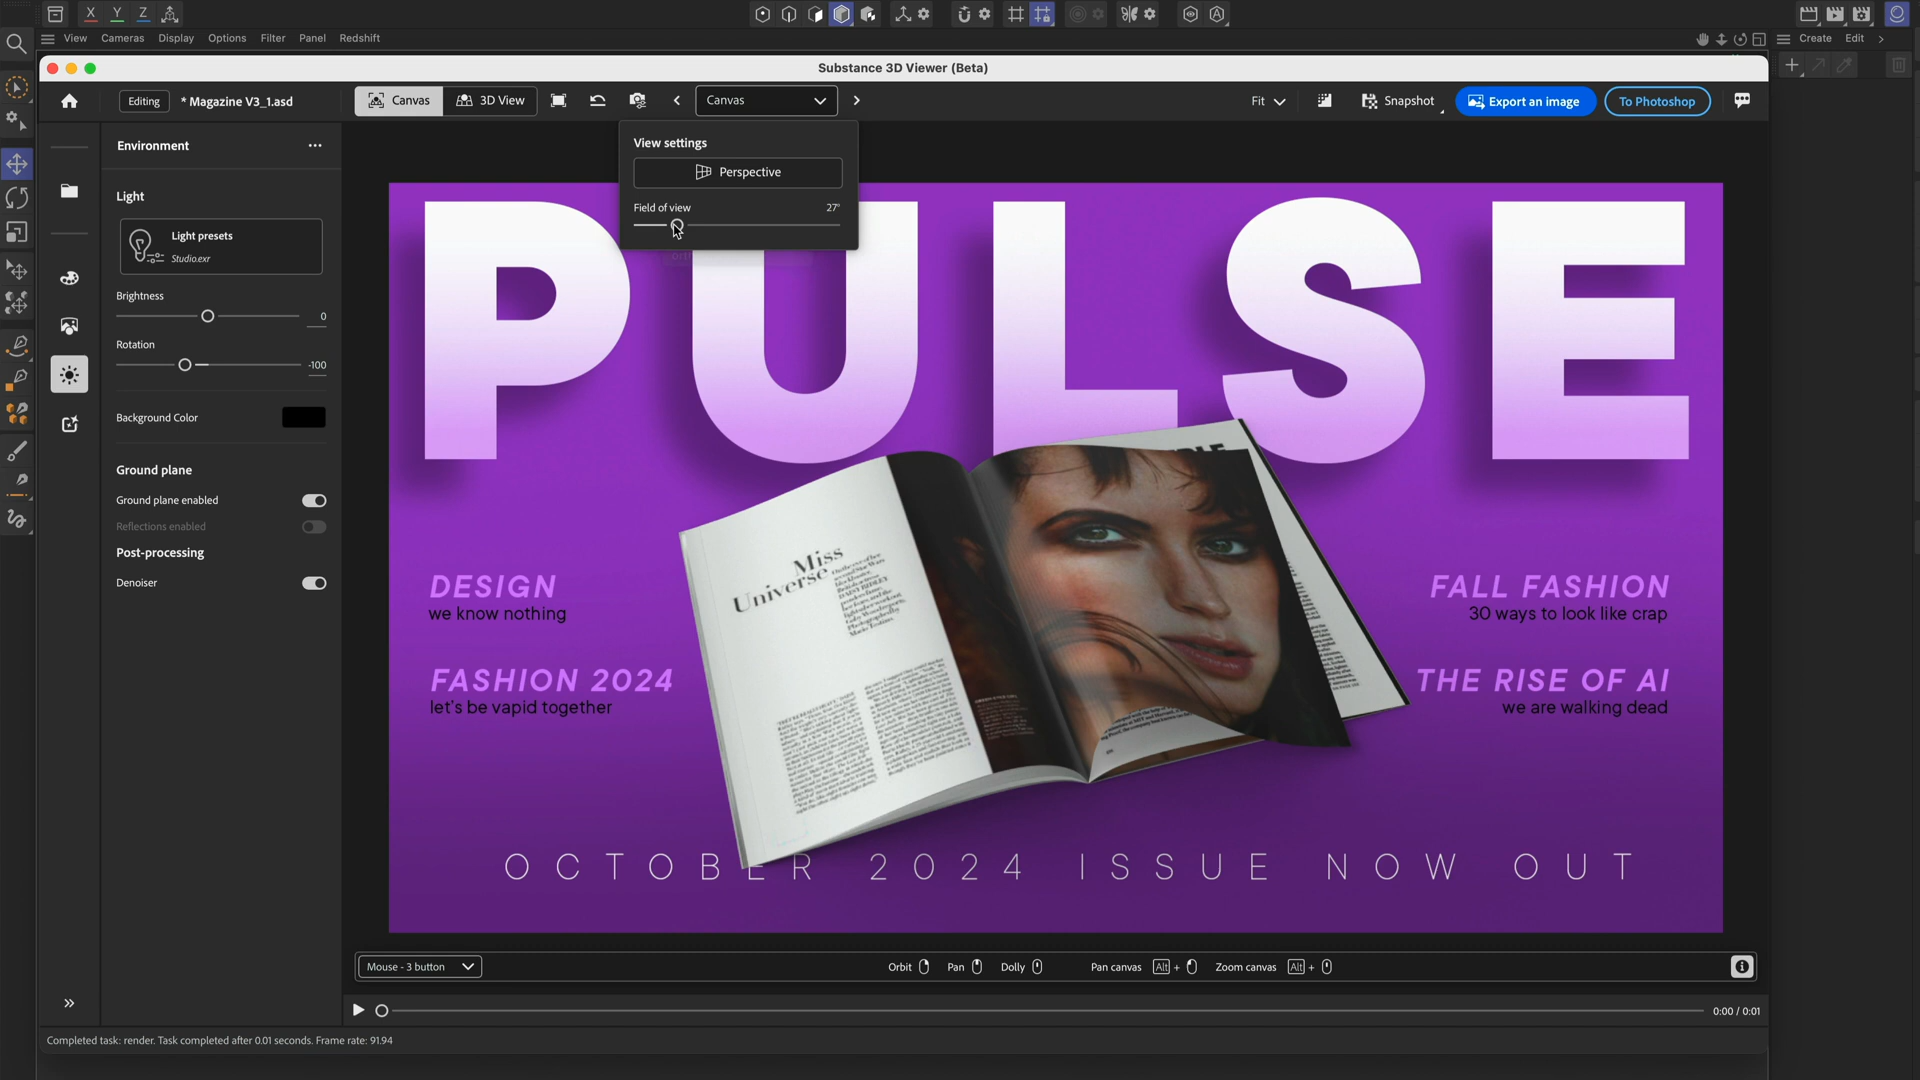 X Y Z
View Cameras Display Options Filter Panel Redshift
Create Edit
Substance 3D Viewer (Beta)
Editing * Magazine V3_1.asd
Canvas 3D View Canvas
Fit Snapshot Export an image To Photoshop
Environment
View settings
Perspective
Field of view 27°
Light
Light presets
Studio.exr
Brightness
0
Rotation
-100
Background Color
Ground plane
Ground plane enabled
Reflections enabled
Post-processing
Denoiser
PULSE
Miss
Universe
DESIGN
we know nothing
FASHION 2024
let's be vapid together
FALL FASHION
30 ways to look like crap
THE RISE OF AI
we are walking dead
OCTOBER 2024 ISSUE NOW OUT
Mouse - 3 button
Orbit Pan Dolly Pan canvas Alt + Zoom canvas Alt +
0:00 / 0:01
Completed task: render. Task completed after 0.01 seconds. Frame rate: 91.94